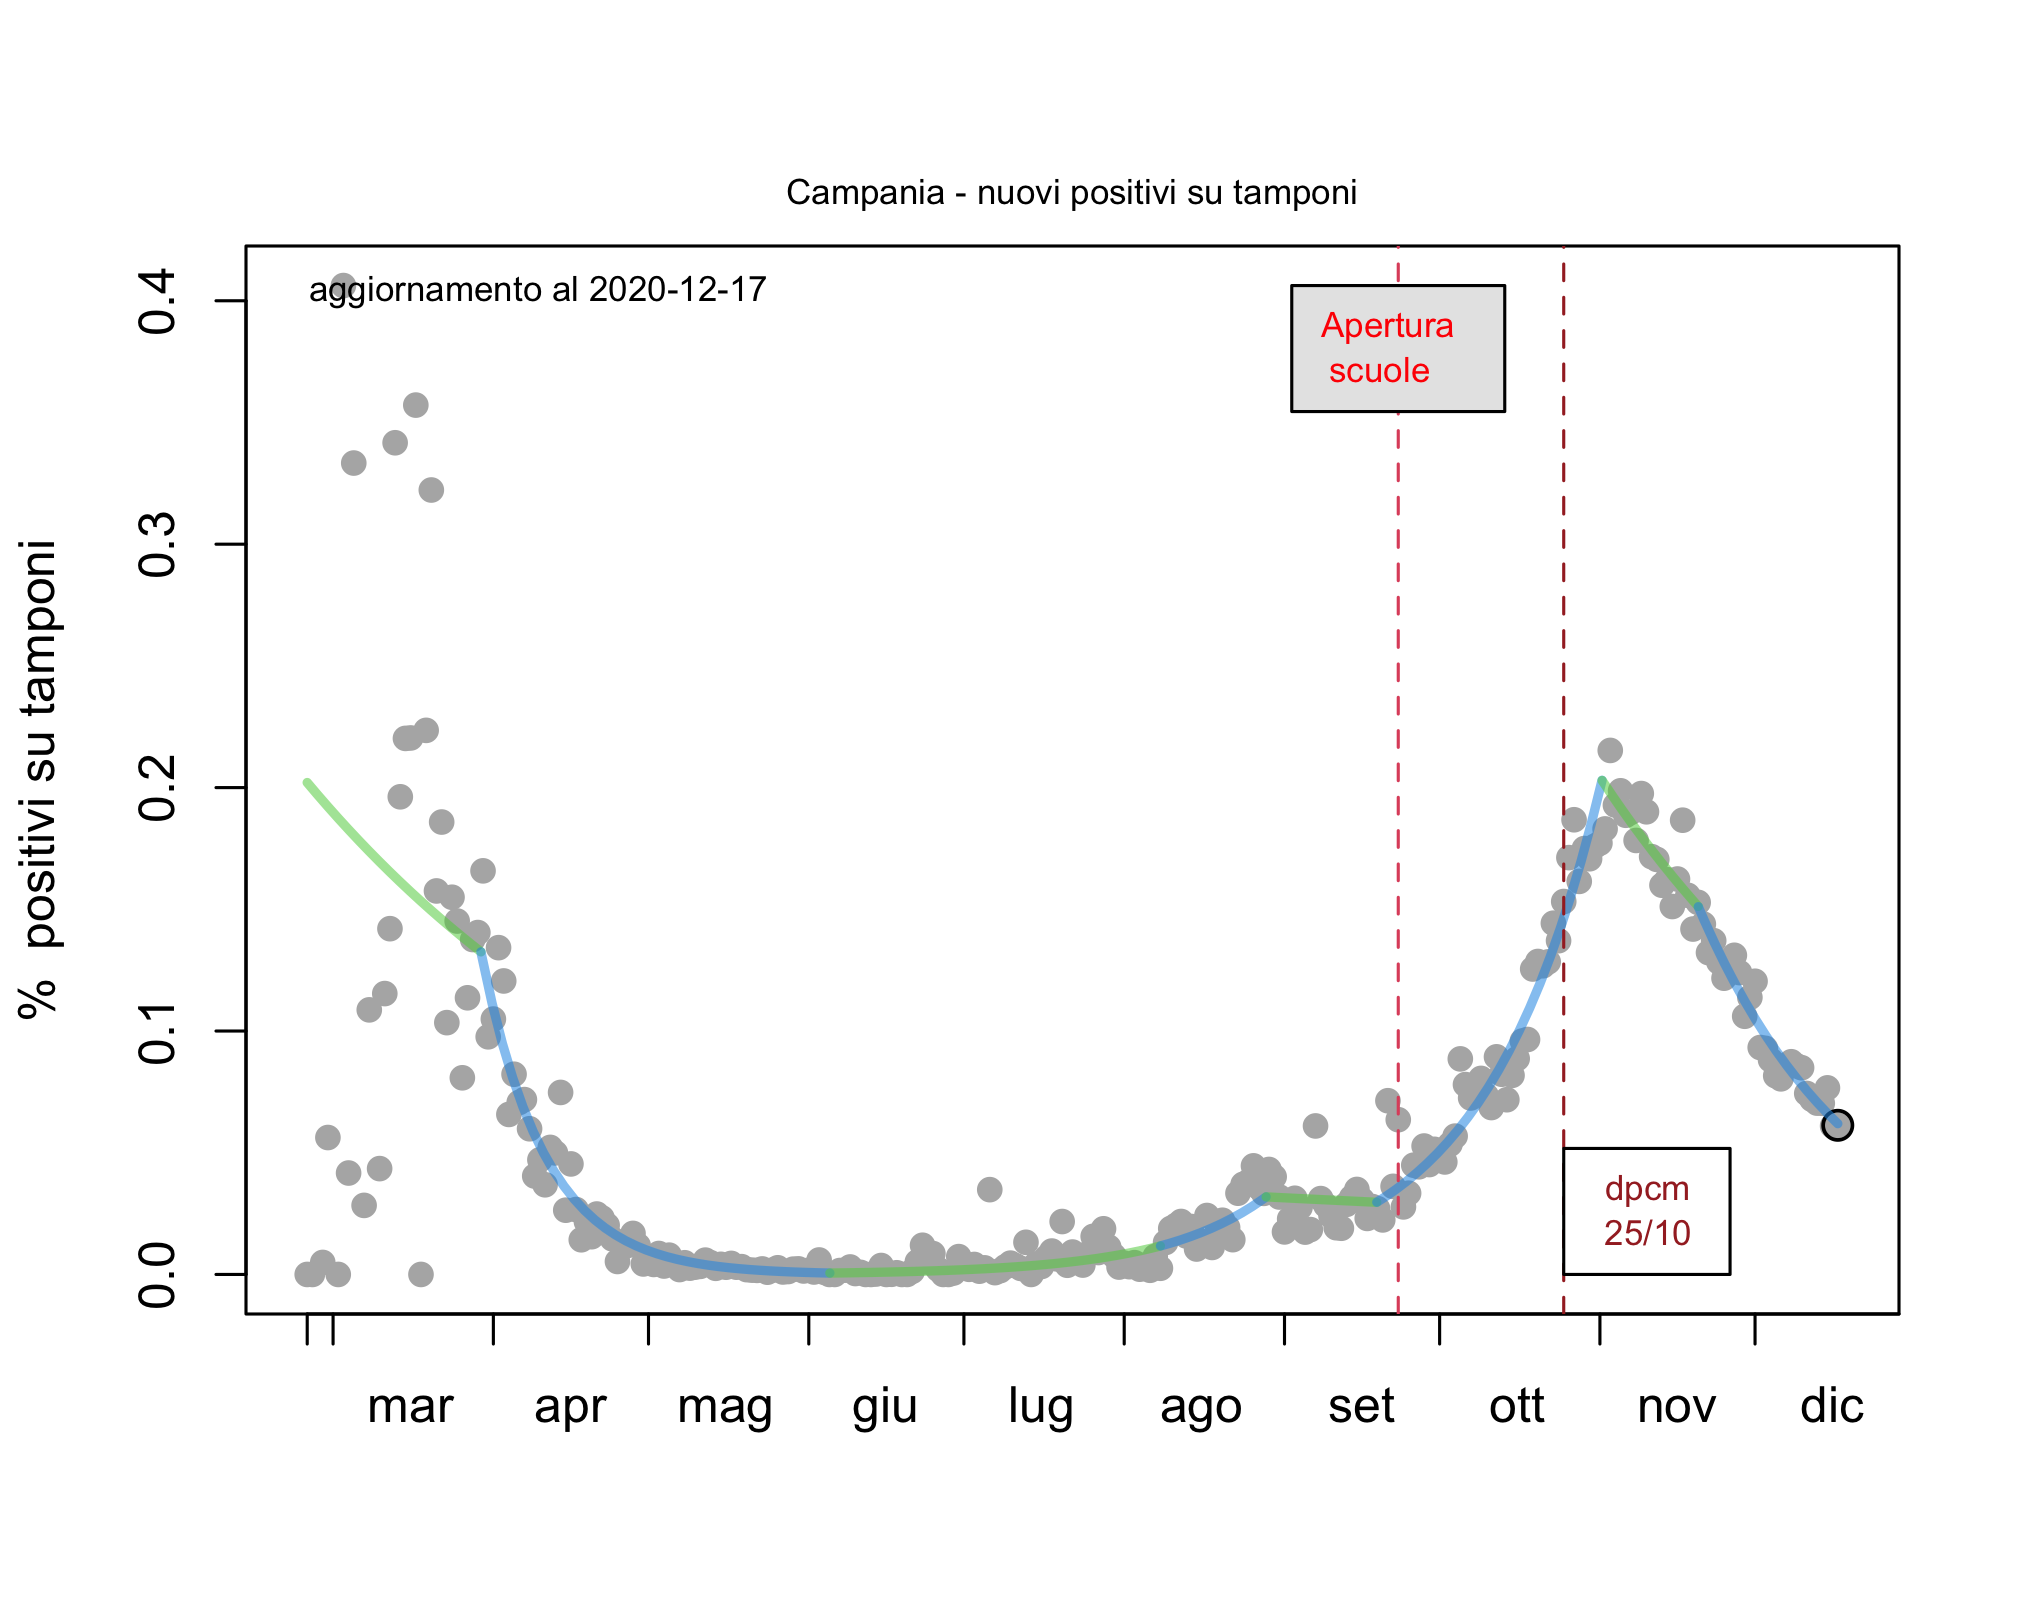 Campania - nuovi positivi su tamponi
aggiornamento al 2020-12-17
Apertura
scuole
dpcm
25/10
% positivi su tamponi
0.4
0.3
0.2
0.1
0.0
mar apr mag giu lug ago set ott nov dic